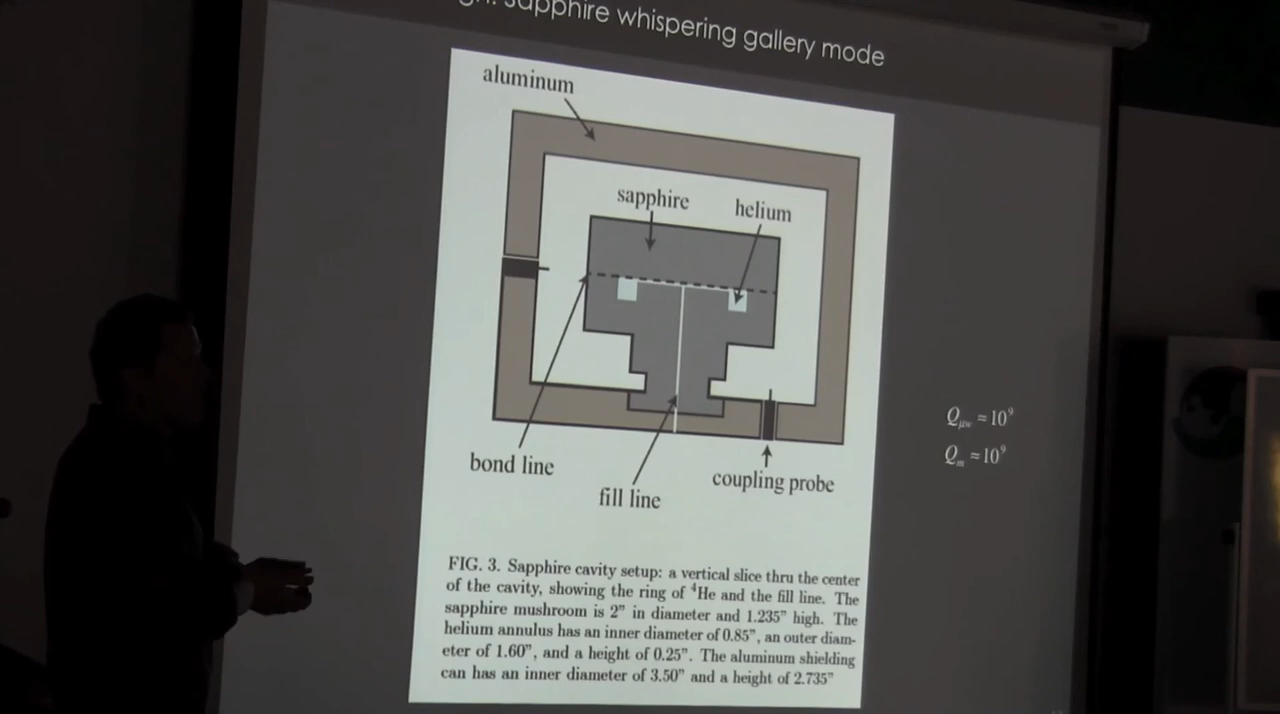 Sapphire whispering gallery mode
aluminum
sapphire
helium
bond line
fill line
coupling probe
Qμw ≈ 10⁹
Qm ≈ 10⁹
FIG. 3. Sapphire cavity setup: a vertical slice thru the center
of the cavity, showing the ring of ⁴He and the fill line. The
sapphire mushroom is 2” in diameter and 1.235” high. The
helium annulus has an inner diameter of 0.85”, an outer diam-
eter of 1.60”, and a height of 0.25”. The aluminum shielding
can has an inner diameter of 3.50” and a height of 2.735”